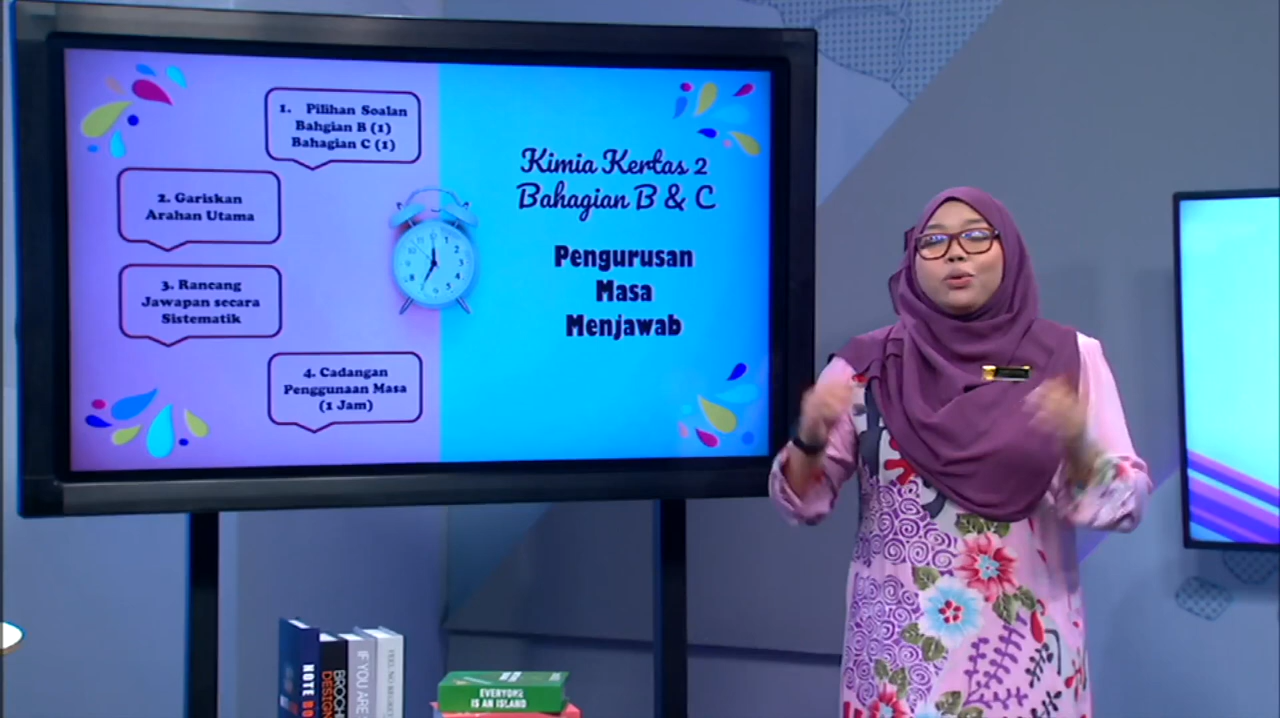 1. Pilihan Soalan
Bahgian B (1)
Bahagian C (1)
2. Gariskan
Arahan Utama
3. Rancang
Jawapan secara
Sistematik
4. Cadangan
Penggunaan Masa
(1 Jam)
Kimia Kertas 2
Bahagian B & C
Pengurusan
Masa
Menjawab
NOTE
DESIGN
IF YOU ARE
EVERYONE
IS AN ISLAND